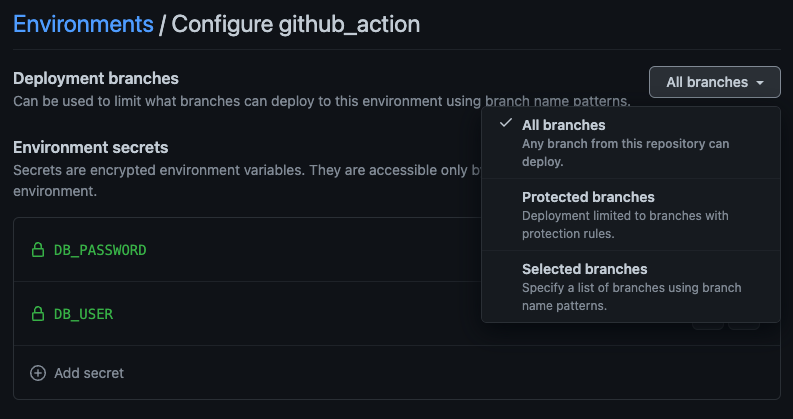 Environments / Configure github_action
Deployment branches
All branches
Can be used to limit what branches can deploy to this environment using branch name patterns.
All branches
Any branch from this repository can
deploy.
Protected branches
Deployment limited to branches with
protection rules.
Selected branches
Specify a list of branches using branch
name patterns.
Environment secrets
Secrets are encrypted environment variables. They are accessible only
environment.
DB_PASSWORD
DB_USER
Add secret